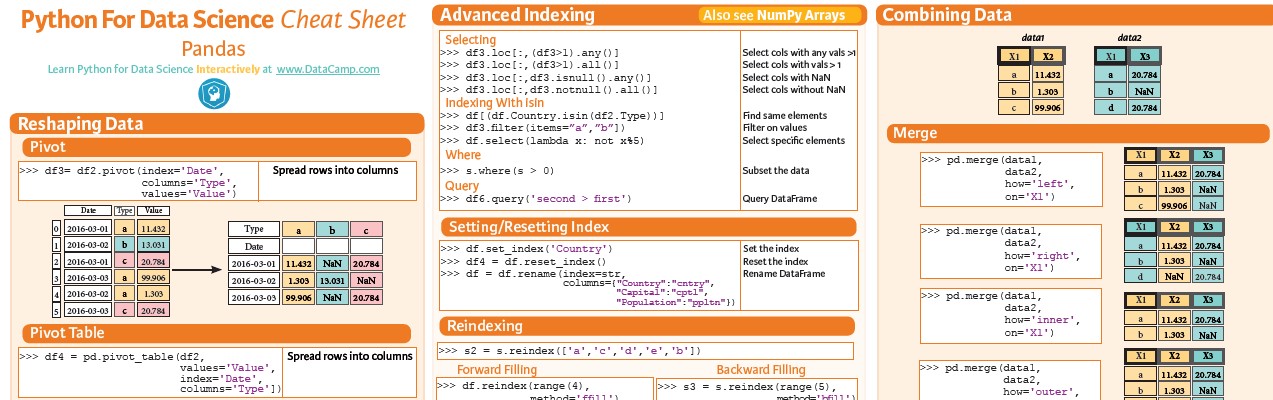 Python For Data Science Cheat Sheet
Pandas
Learn Python for Data Science Interactively at www.DataCamp.com
Reshaping Data
Pivot
>>> df3= df2.pivot(index='Date',
columns='Type',
values='Value')
Spread rows into columns
Date Type Value
0 2016-03-01 a 11.432
1 2016-03-02 b 13.031
2 2016-03-01 c 20.784
3 2016-03-03 a 99.906
4 2016-03-02 a 1.303
5 2016-03-03 c 20.784
Type a b c
Date
2016-03-01 11.432 NaN 20.784
2016-03-02 1.303 13.031 NaN
2016-03-03 99.906 NaN 20.784
Pivot Table
>>> df4 = pd.pivot_table(df2,
values='Value',
index='Date',
columns='Type'])
Spread rows into columns
Advanced Indexing
Also see NumPy Arrays
Selecting
>>> df3.loc[:,(df3>1).any()] Select cols with any vals >1
>>> df3.loc[:,(df3>1).all()] Select cols with vals > 1
>>> df3.loc[:,df3.isnull().any()] Select cols with NaN
>>> df3.loc[:,df3.notnull().all()] Select cols without NaN
Indexing With isin
>>> df[(df.Country.isin(df2.Type))] Find same elements
>>> df3.filter(items="a","b"]) Filter on values
>>> df.select(lambda x: not x%5) Select specific elements
Where
>>> s.where(s > 0) Subset the data
Query
>>> df6.query('second > first') Query DataFrame
Setting/Resetting Index
>>> df.set_index('Country') Set the index
>>> df4 = df.reset_index() Reset the index
>>> df = df.rename(index=str, Rename DataFrame
columns={"Country":"cntry",
"Capital":"cptl",
"Population":"ppltn"})
Reindexing
>>> s2 = s.reindex(['a','c','d','e','b'])
Forward Filling
>>> df.reindex(range(4),
method='ffill')
Backward Filling
>>> s3 = s.reindex(range(5),
method='bfill')
Combining Data
data1
X1 X2
a 11.432
b 1.303
c 99.906
data2
X1 X3
a 20.784
b NaN
d 20.784
Merge
>>> pd.merge(data1,
data2,
how='left',
on='X1')
X1 X2 X3
a 11.432 20.784
b 1.303 NaN
c 99.906 NaN
>>> pd.merge(data1,
data2,
how='right',
on='X1')
X1 X2 X3
a 11.432 20.784
b 1.303 NaN
d NaN 20.784
>>> pd.merge(data1,
data2,
how='inner',
on='X1')
X1 X2 X3
a 11.432 20.784
b 1.303 NaN
>>> pd.merge(data1,
data2,
how='outer',
X1 X2 X3
a 11.432 20.784
b 1.303 NaN